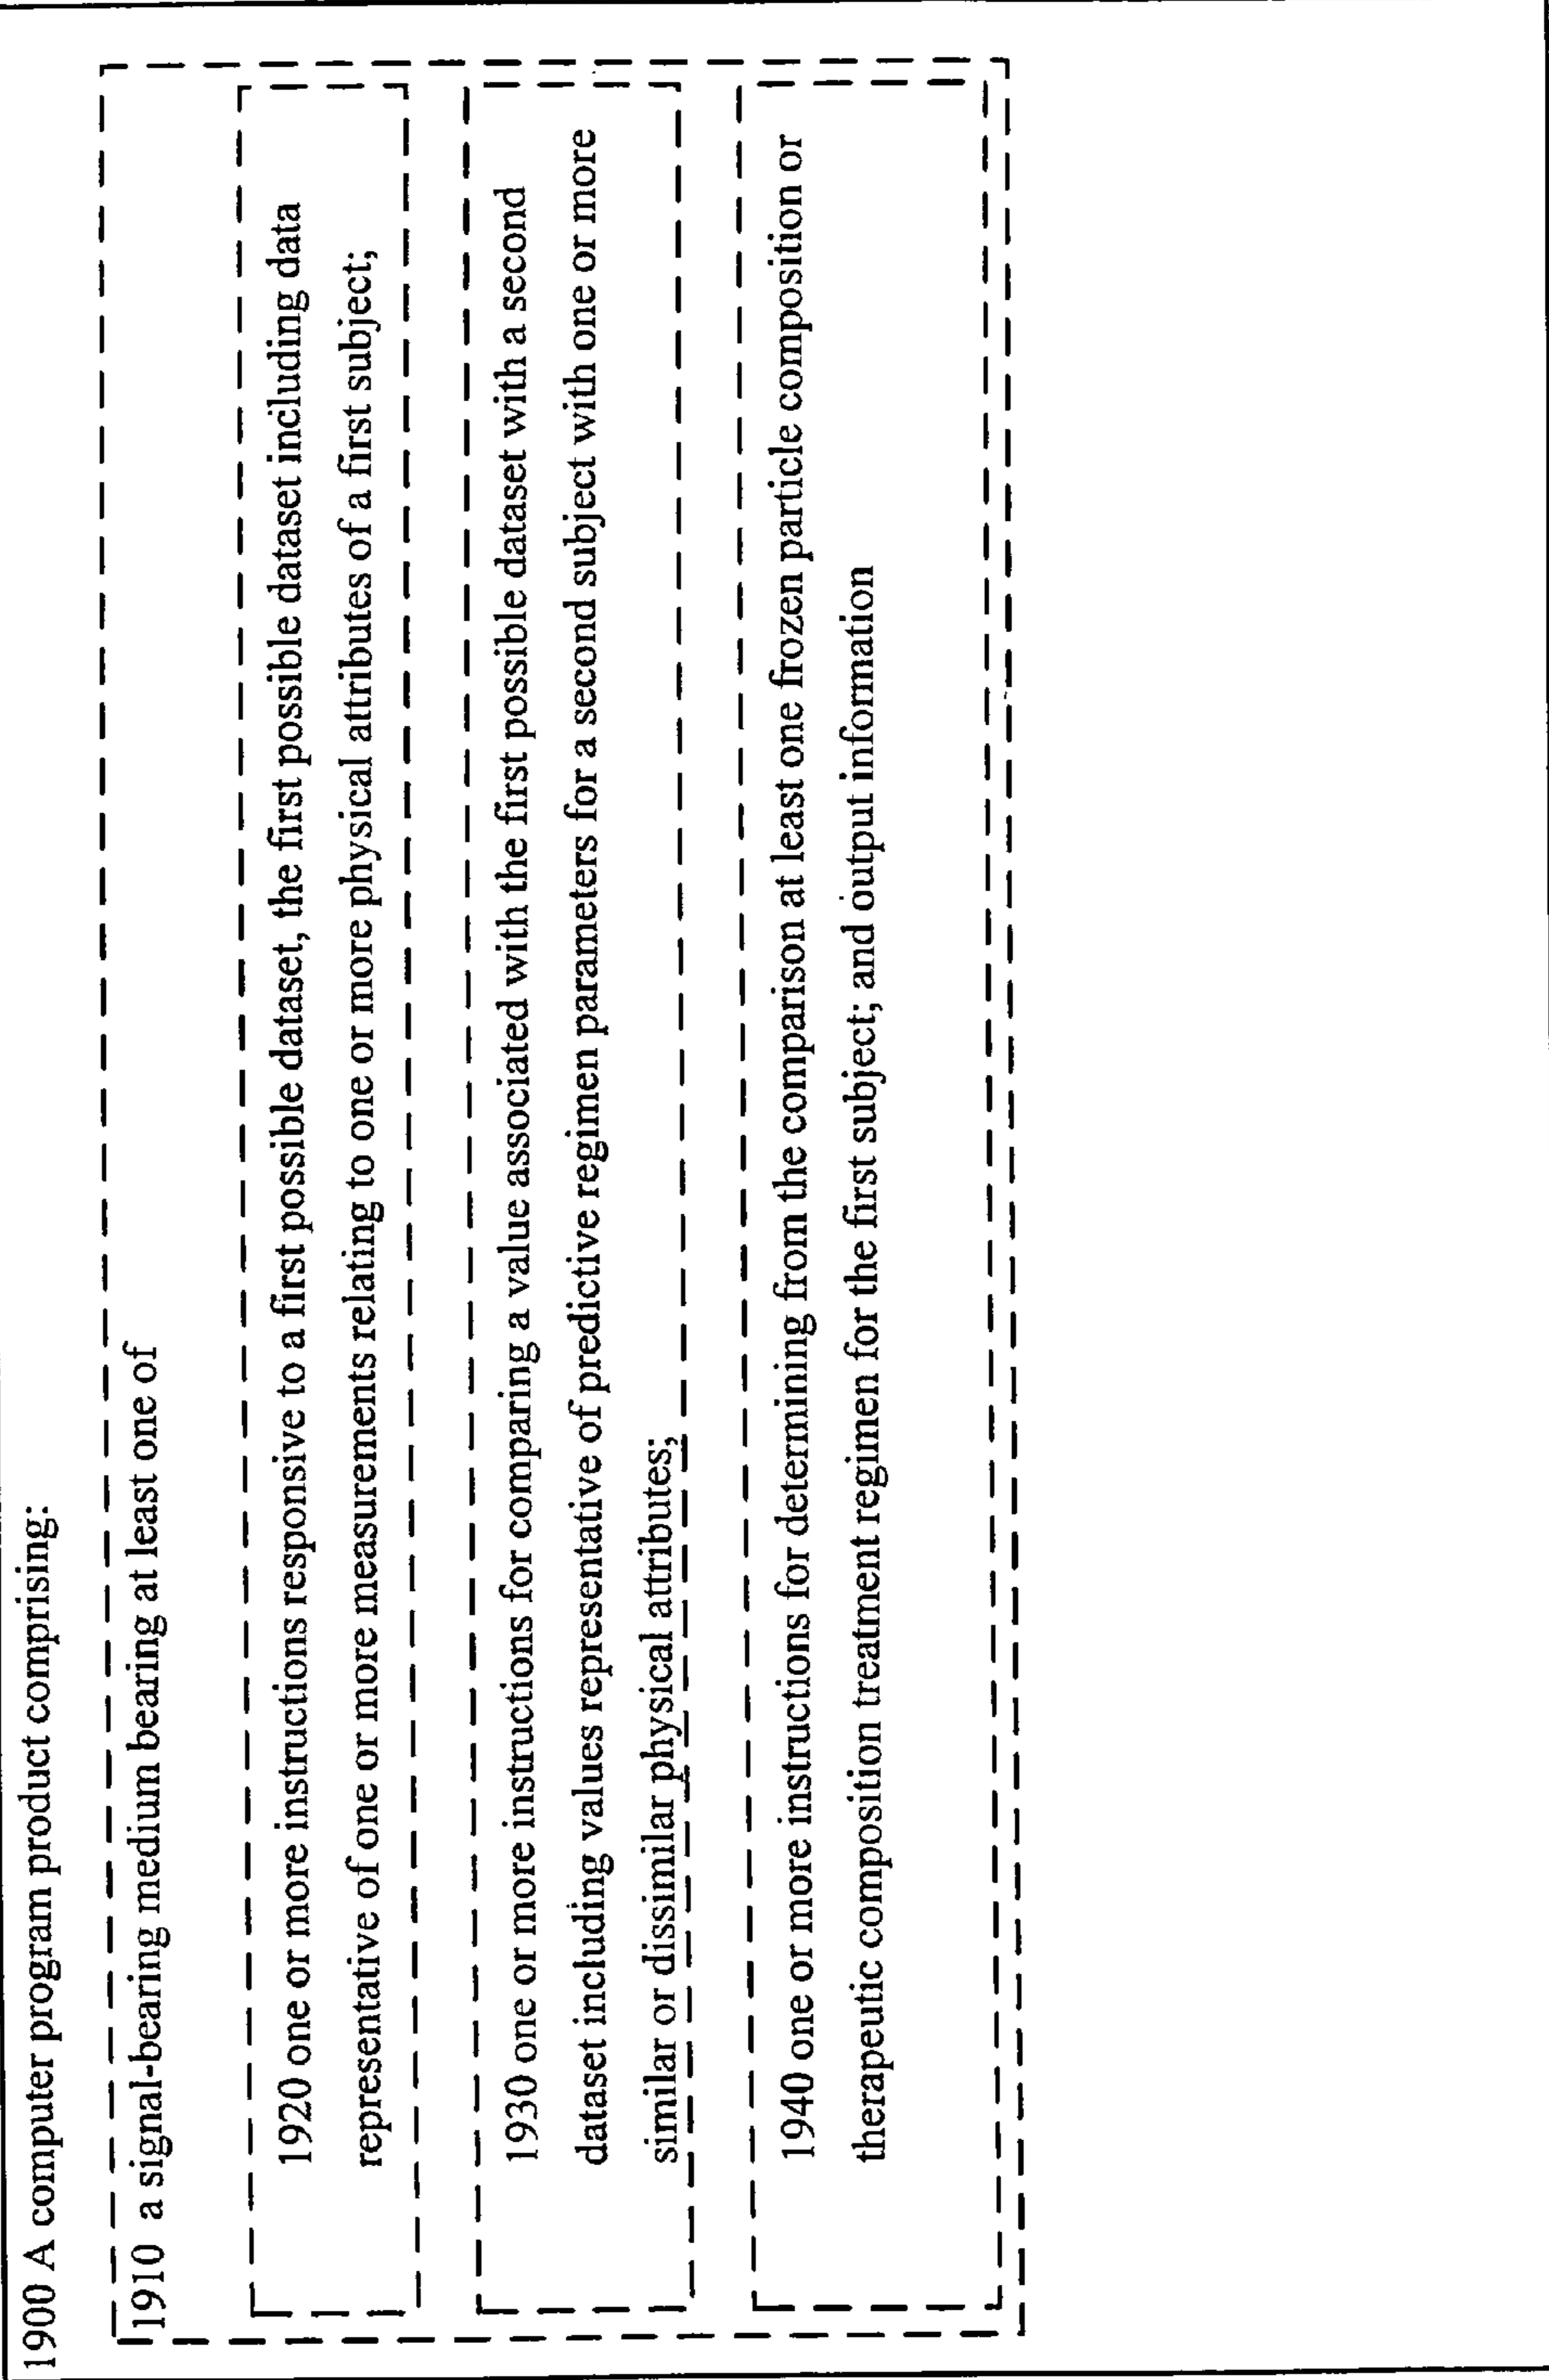 1900 A computer program product comprising:
1910 a signal-bearing medium bearing at least one of
1920 one or more instructions responsive to a first possible dataset, the first possible dataset including data
representative of one or more measurements relating to one or more physical attributes of a first subject;
1930 one or more instructions for comparing a value associated with the first possible dataset with a second
dataset including values representative of predictive regimen parameters for a second subject with one or more
similar or dissimilar physical attributes;
1940 one or more instructions for determining from the comparison at least one frozen particle composition or
therapeutic composition treatment regimen for the first subject; and output information